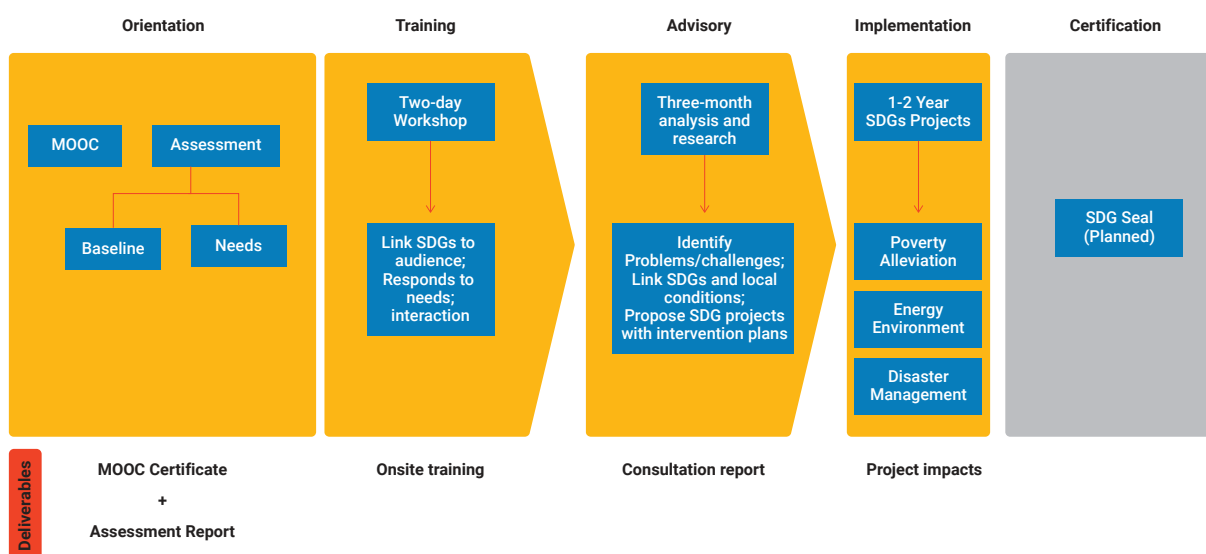 Orientation
Training
Advisory
Implementation
Certification
MOOC
Assessment
Baseline
Needs
Two-day
Workshop
Link SDGs to
audience;
Responds to
needs;
interaction
Three-month
analysis and
research
Identify
Problems/challenges;
Link SDGs and local
conditions;
Propose SDG projects
with intervention plans
1-2 Year
SDGs Projects
Poverty
Alleviation
Energy
Environment
Disaster
Management
SDG Seal
(Planned)
Deliverables
MOOC Certificate
+
Assessment Report
Onsite training
Consultation report
Project impacts